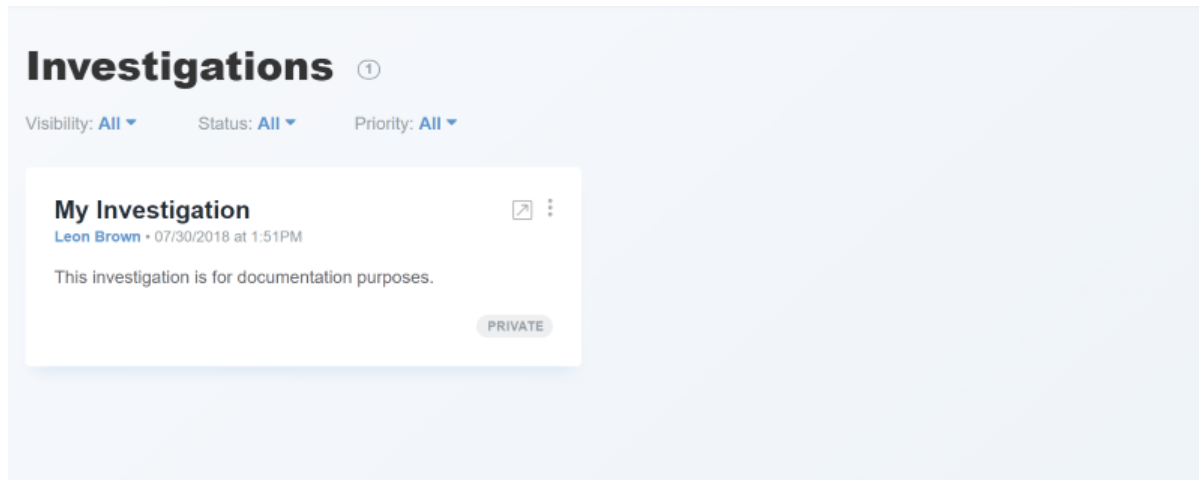 Investigations 1
Visibility: All Status: All Priority: All
My Investigation
Leon Brown • 07/30/2018 at 1:51PM
This investigation is for documentation purposes.
PRIVATE